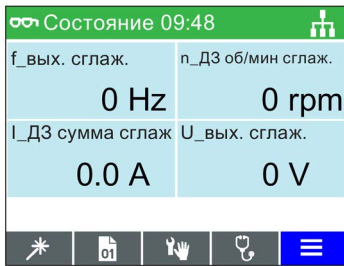 Состояние 09:48
f_вых. сглаж.
n_ДЗ об/мин сглаж.
0 Hz
0 rpm
I_ДЗ сумма сглаж
U_вых. сглаж.
0.0 A
0 V
01